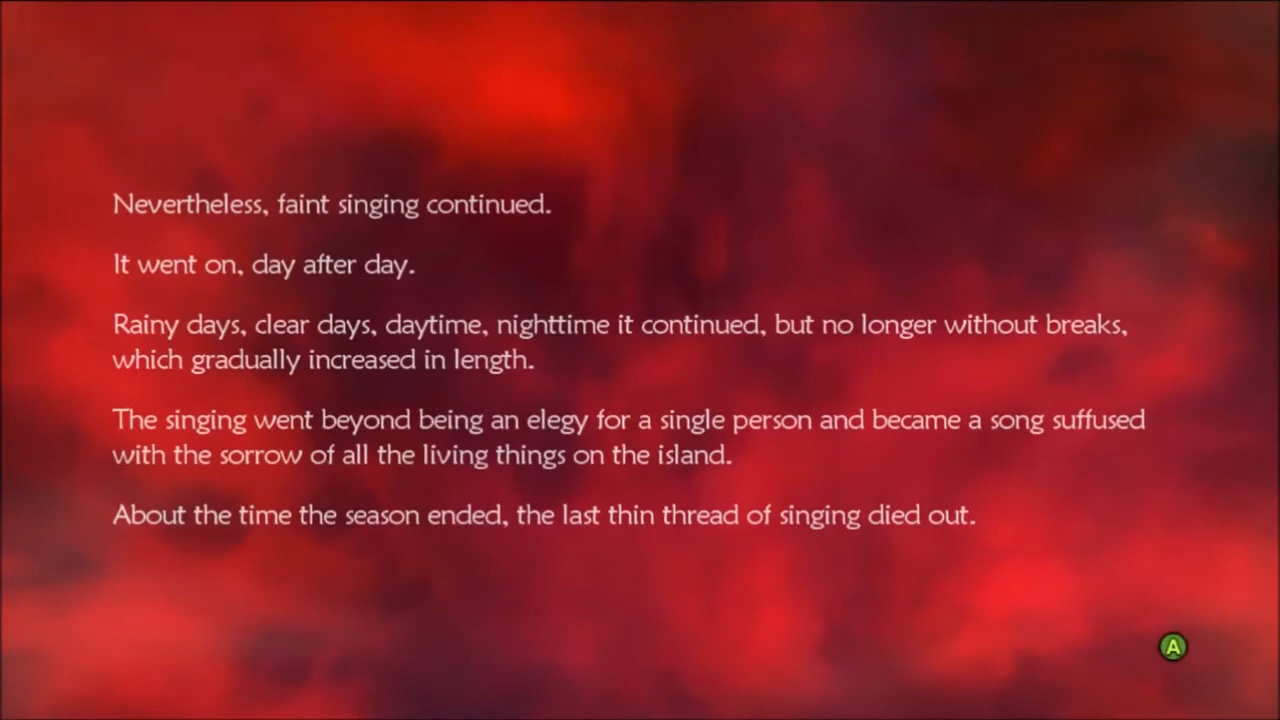 Nevertheless, faint singing continued.
It went on, day after day.
Rainy days, clear days, daytime, nighttime it continued, but no longer without breaks,
which gradually increased in length.
The singing went beyond being an elegy for a single person and became a song suffused
with the sorrow of all the living things on the island.
About the time the season ended, the last thin thread of singing died out.
A